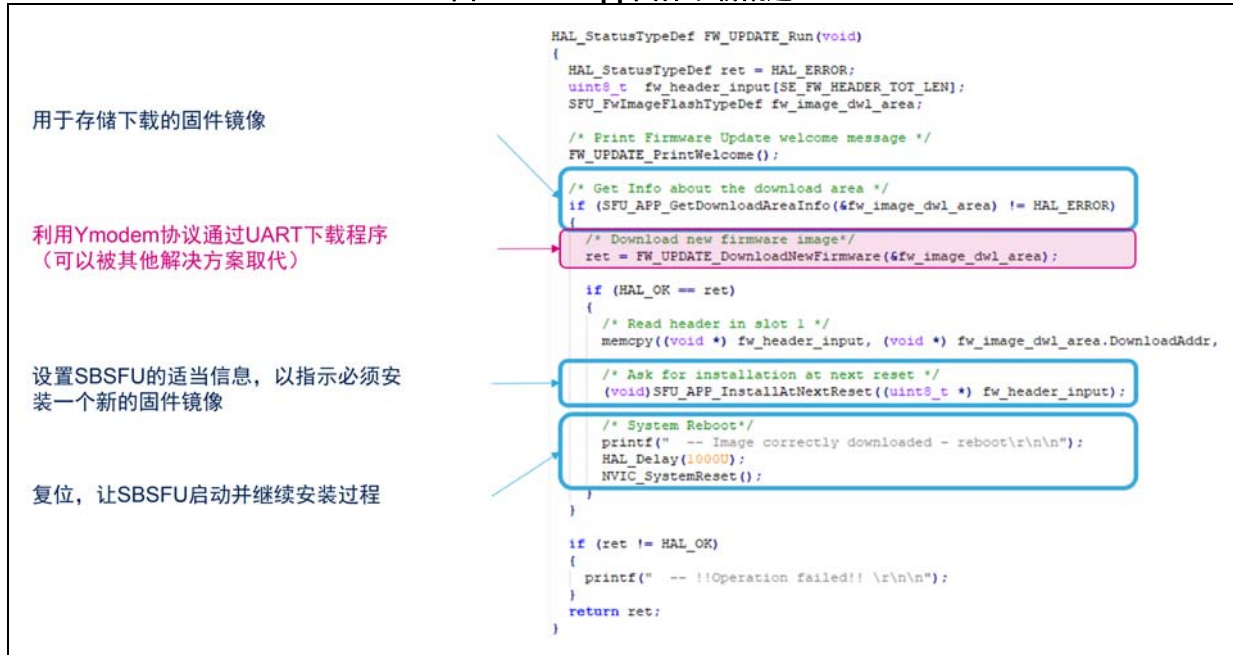 用于存储下载的固件镜像
利用Ymodem协议通过UART下载程序
（可以被其他解决方案取代）
设置SBSFU的适当信息，以指示必须安
装一个新的固件镜像
复位，让SBSFU启动并继续安装过程
HAL_StatusTypeDef FW_UPDATE_Run(void)
{
HAL_StatusTypeDef ret = HAL_ERROR;
uint8_t fw_header_input[SE_FW_HEADER_TOT_LEN];
SFU_FwImageFlashTypeDef fw_image_dwl_area;
/* Print Firmware Update welcome message */
FW_UPDATE_PrintWelcome();
/* Get Info about the download area */
if (SFU_APP_GetDownloadAreaInfo(&fw_image_dwl_area) != HAL_ERROR)
{
/* Download new firmware image*/
ret = FW_UPDATE_DownloadNewFirmware(&fw_image_dwl_area);
if (HAL_OK == ret)
{
/* Read header in slot 1 */
memcpy((void *) fw_header_input, (void *) fw_image_dwl_area.DownloadAddr,
/* Ask for installation at next reset */
(void)SFU_APP_InstallAtNextReset((uint8_t *) fw_header_input);
/* System Reboot*/
printf("  -- Image correctly downloaded - reboot\r\n\n");
HAL_Delay(1000U);
NVIC_SystemReset();
}
}
if (ret != HAL_OK)
{
printf("  -- !!Operation failed!! \r\n\n");
}
return ret;
}